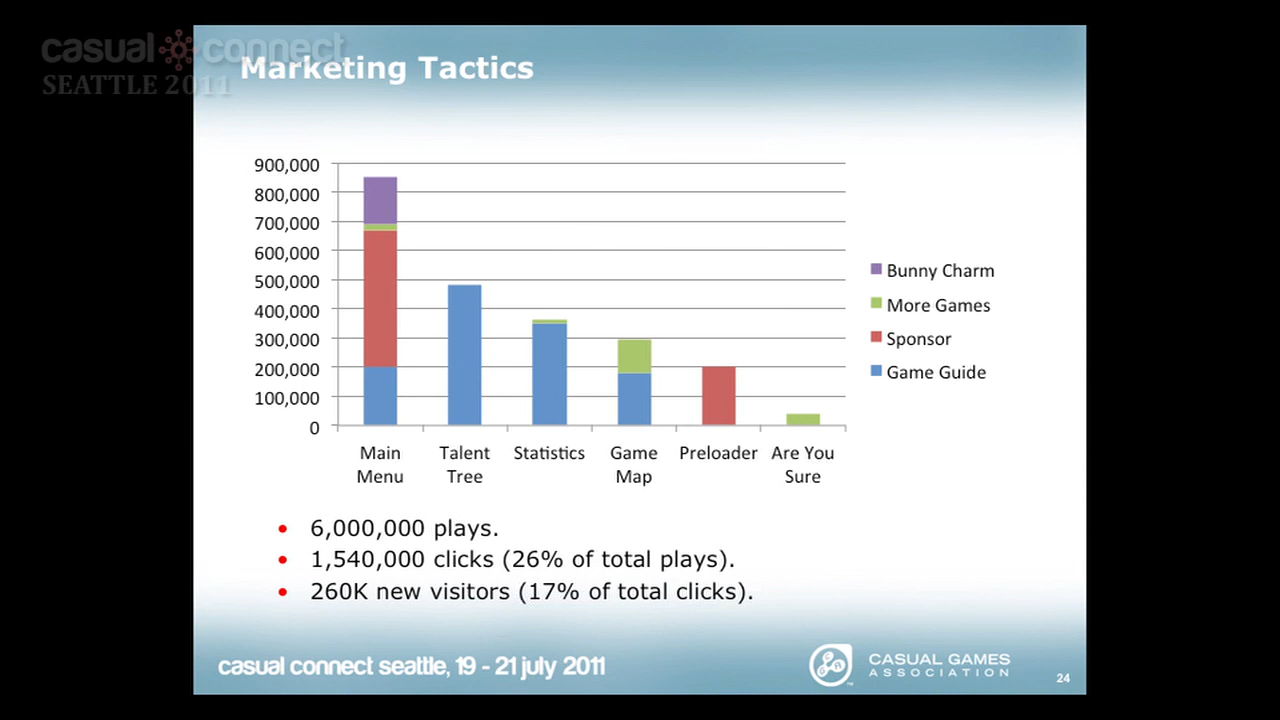 casual connect
SEATTLE 2011
Marketing Tactics
900,000
800,000
700,000
600,000
500,000
400,000
300,000
200,000
100,000
0
Main Menu
Talent Tree
Statistics
Game Map
Preloader
Are You Sure
Bunny Charm
More Games
Sponsor
Game Guide
• 6,000,000 plays.
• 1,540,000 clicks (26% of total plays).
• 260K new visitors (17% of total clicks).
casual connect seattle, 19 - 21 july 2011
CASUAL GAMES
ASSOCIATION
24